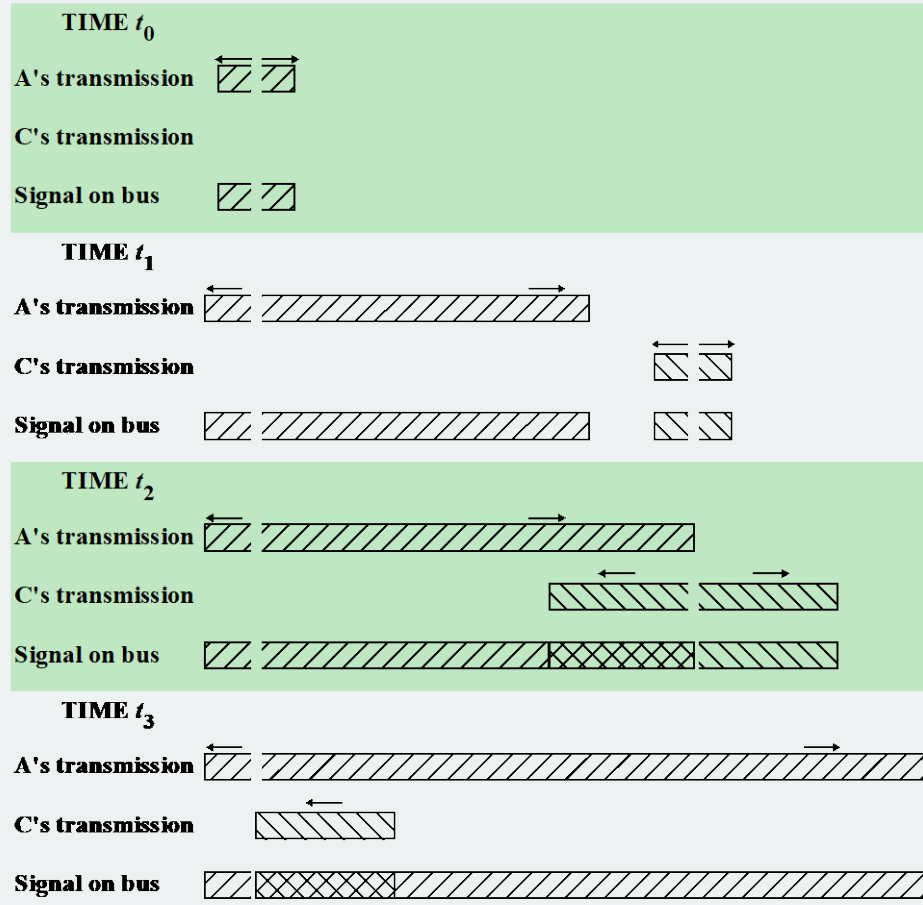 TIME t0
A's transmission
C's transmission
Signal on bus
TIME t1
A's transmission
C's transmission
Signal on bus
TIME t2
A's transmission
C's transmission
Signal on bus
TIME t3
A's transmission
C's transmission
Signal on bus